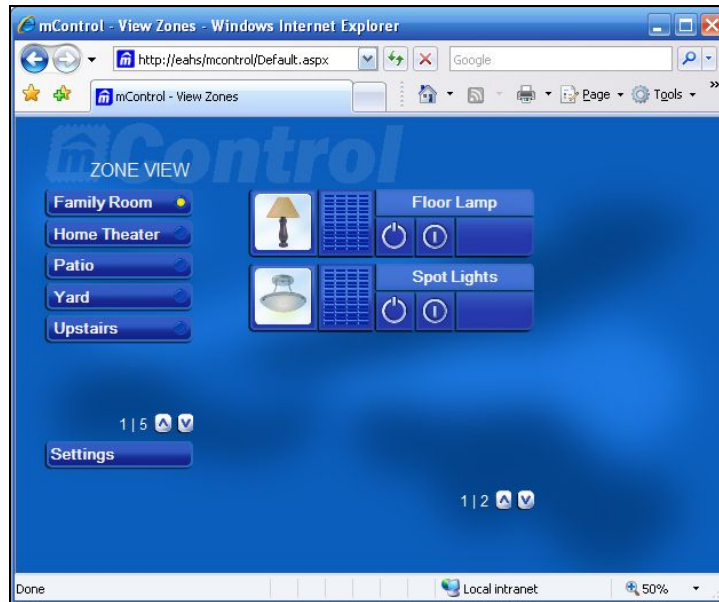 mControl - View Zones - Windows Internet Explorer
http://eahs/mcontrol/Default.aspx
Google
mControl - View Zones
Page
Tools
»
mControl
ZONE VIEW
Family Room
Home Theater
Patio
Yard
Upstairs
Floor Lamp
Spot Lights
1 | 5
Settings
1 | 2
Done
Local intranet
50%